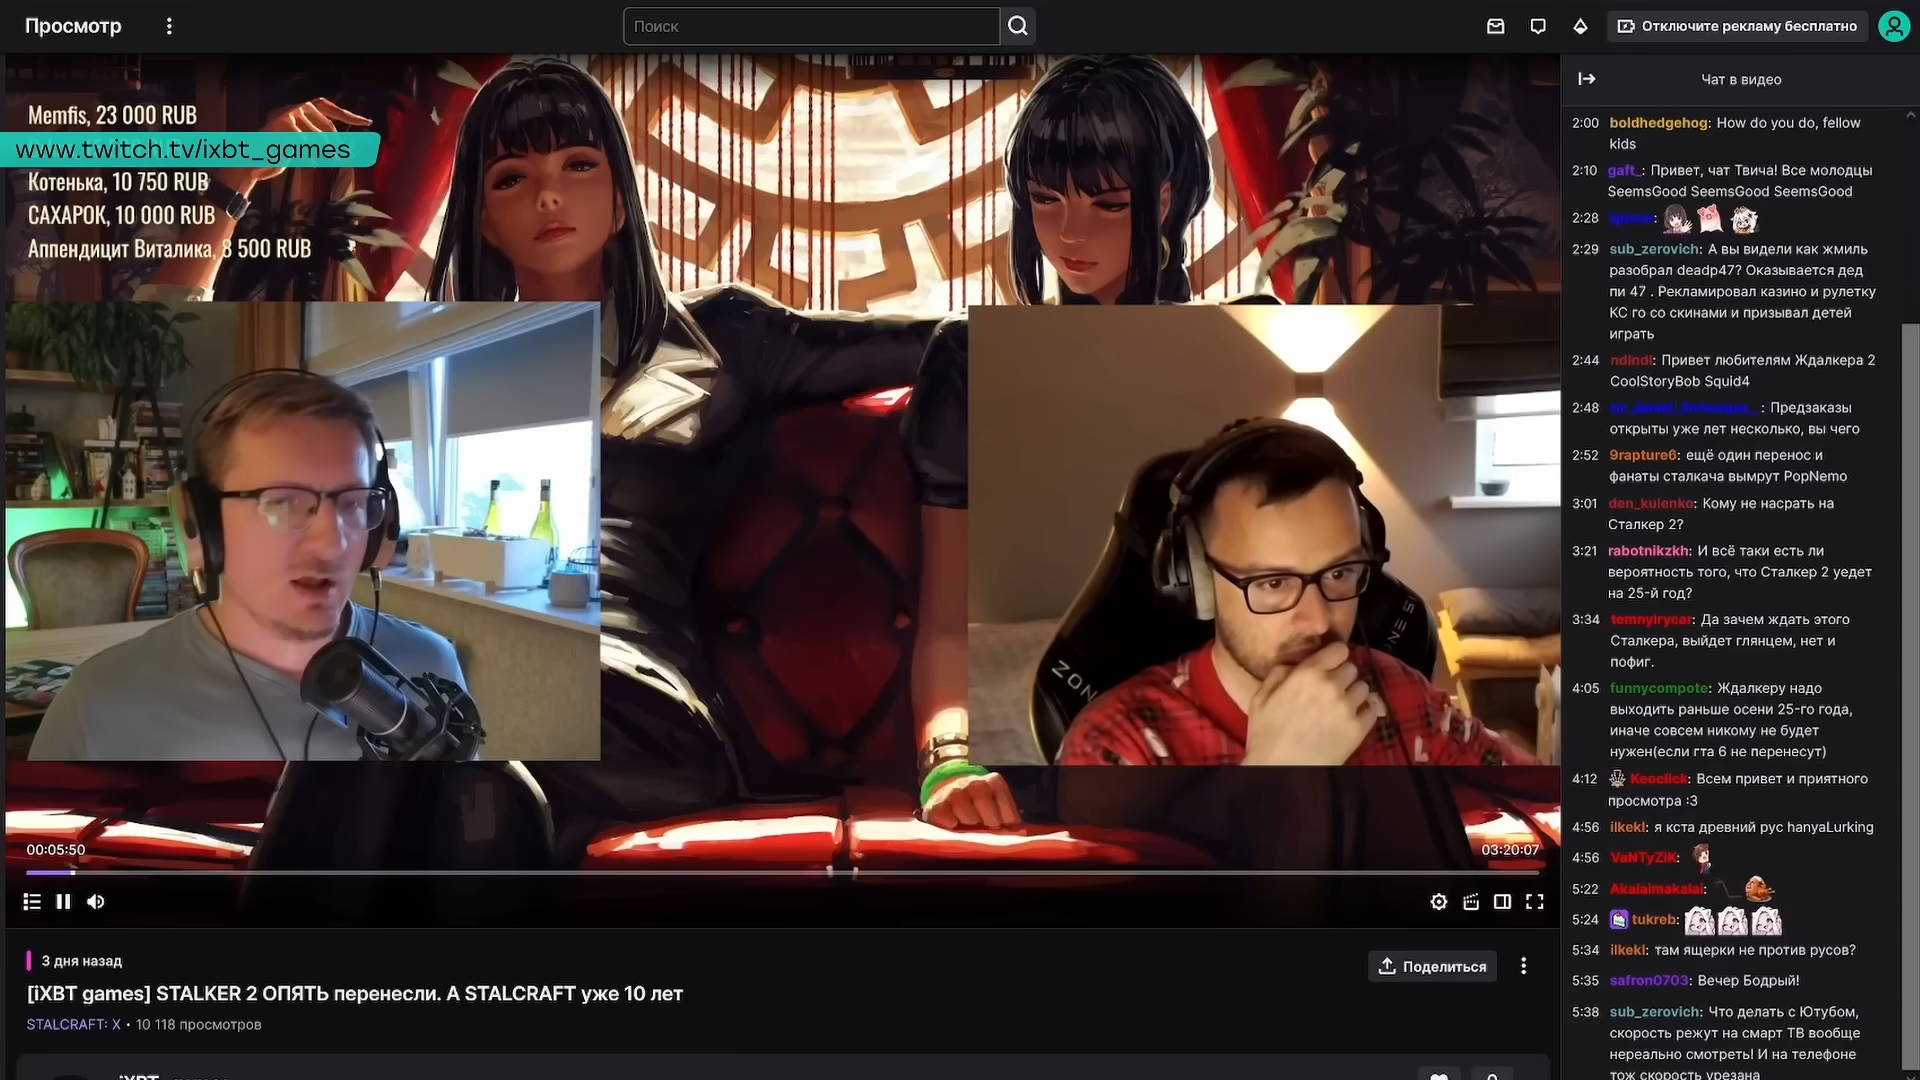 Просмотр
Поиск
Отключите рекламу бесплатно
Memfis, 23 000 RUB
www.twitch.tv/ixbt_games
Котенька, 10 750 RUB
САХАРОК, 10 000 RUB
Аппендицит Виталика, 8 500 RUB
ZONE
00:05:50
03:20:07
3 дня назад
Поделиться
[iXBT games] STALKER 2 ОПЯТЬ перенесли. А STALCRAFT уже 10 лет
STALCRAFT: X • 10 118 просмотров
Чат в видео
2:00 boldhedgehog: How do you do, fellow
kids
2:10 gaft_: Привет, чат Твича! Все молодцы
SeemsGood SeemsGood SeemsGood
2:28
2:29 sub_zerovich: А вы видели как жмиль
разобрал deadp47? Оказывается дед
пи 47 . Рекламировал казино и рулетку
КС го со скинами и призывал детей
играть
2:44 ndindi: Привет любителям Ждалкера 2
CoolStoryBob Squid4
2:48 : Предзаказы
открыты уже лет несколько, вы чего
2:52 9rapture6: ещё один перенос и
фанаты сталкача вымрут PopNemo
3:01 den_kulenko: Кому не насрать на
Сталкер 2?
3:21 rabotnikzkh: И всё таки есть ли
вероятность того, что Сталкер 2 уедет
на 25-й год?
3:34 temnyirycar: Да зачем ждать этого
Сталкера, выйдет глянцем, нет и
пофиг.
4:05 funnycompote: Ждалкеру надо
выходить раньше осени 25-го года,
иначе совсем никому не будет
нужен(если гта 6 не перенесут)
4:12 Keoclick: Всем привет и приятного
просмотра :3
4:56 ilkekl: я кста древний рус hanyaLurking
4:56 VaNTyZIK:
5:22 Akalaimakalai:
5:24 tukreb:
5:34 ilkekl: там ящерки не против русов?
5:35 safron0703: Вечер Бодрый!
5:38 sub_zerovich: Что делать с Ютубом,
скорость режут на смарт ТВ вообще
нереально смотреть! И на телефоне
тож скорость урезана